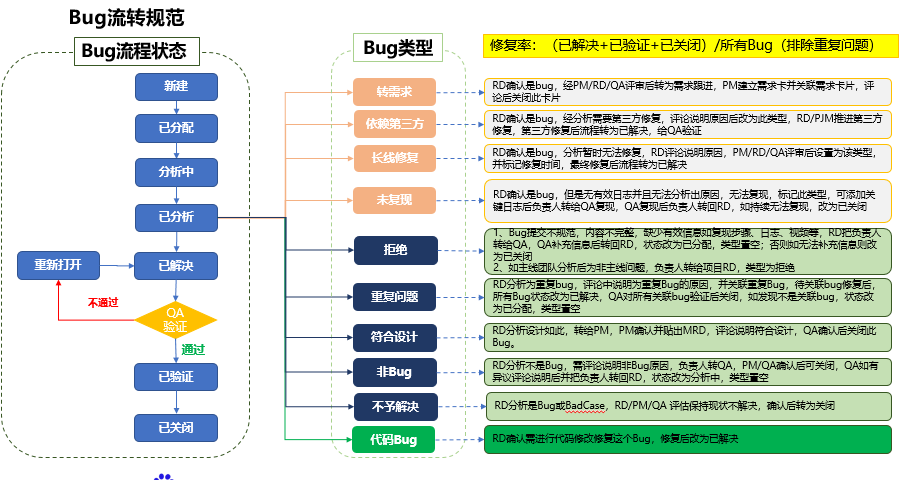 Bug流转规范
Bug流程状态
新建
已分配
分析中
已分析
重新打开
已解决
不通过
QA
验证
通过
已验证
已关闭
Bug类型
修复率：（已解决+已验证+已关闭）/所有Bug（排除重复问题）
转需求
RD确认是bug，经PM/RD/QA评审后转为需求跟进，PM建立需求卡并关联需求卡片，评
论后关闭此卡片
依赖第三方
RD确认是bug，经分析需要第三方修复，评论说明原因后改为此类型，RD/PJM推进第三方
修复，第三方修复后流程转为已解决，给QA验证
长线修复
RD确认是bug，分析暂时无法修复，RD评论说明原因，PM/RD/QA评审后设置为该类型，
并标记修复时间，最终修复后流程转为已解决
未复现
RD确认是bug，但是无有效日志并且无法分析出原因，无法复现，标记此类型，可添加关
键日志后负责人转给QA复现，QA复现后负责人转回RD，如持续无法复现，改为已关闭
拒绝
1、Bug提交不规范，内容不完整，缺少有效信息如复现步骤、日志、视频等，RD把负责人
转给QA，QA补充信息后转回RD，状态改为已分配，类型置空；否则如无法补充信息则改
为已关闭
2、如主线团队分析后为非主线问题，负责人转给项目RD，类型为拒绝
重复问题
RD分析为重复bug，评论中说明为重复Bug的原因，并关联重复Bug，待关联bug修复后，
所有Bug状态改为已解决，QA对所有关联bug验证后关闭，如发现不是关联bug，状态改
为已分配，类型置空
符合设计
RD分析设计如此，转给PM，PM确认并贴出MRD，评论说明符合设计，QA确认后关闭此
Bug。
非Bug
RD分析不是Bug，需评论说明非Bug原因，负责人转QA，PM/QA确认后可关闭，QA如有
异议评论说明后并把负责人转回RD，状态改为分析中，类型置空
不予解决
RD分析是Bug或BadCase，RD/PM/QA 评估保持现状不解决，确认后转为关闭
代码Bug
RD确认需进行代码修改修复这个Bug，修复后改为已解决